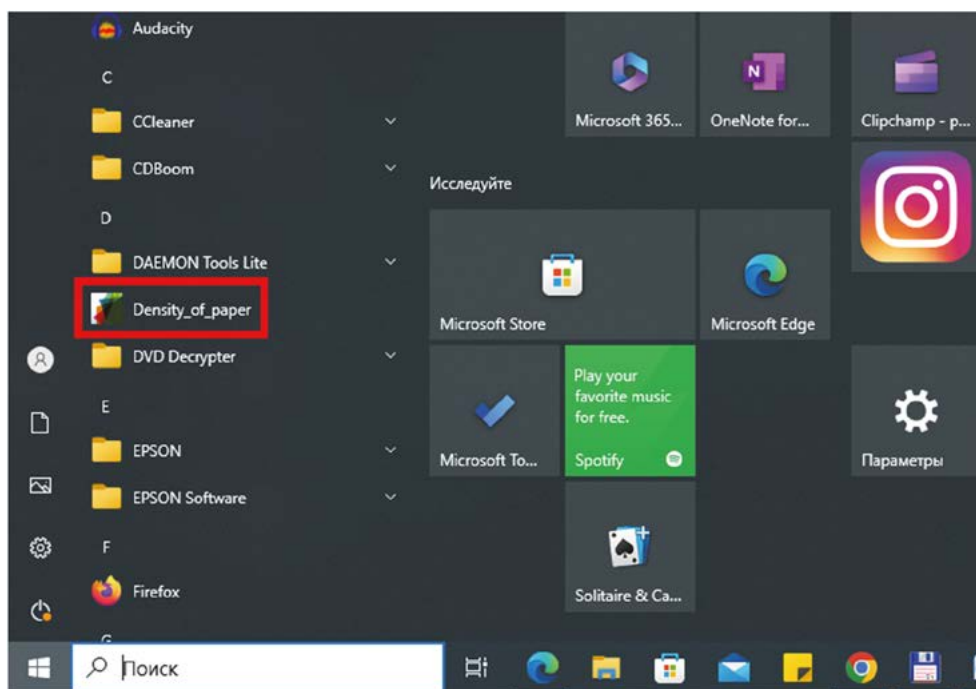 Audacity
C
CCleaner
CDBoom
D
DAEMON Tools Lite
Density_of_paper
DVD Decrypter
E
EPSON
EPSON Software
F
Firefox
Microsoft 365...
OneNote for...
Clipchamp - p...
Исследуйте
Microsoft Store
Microsoft Edge
Microsoft To...
Play your
favorite music
for free.
Spotify
Параметры
Solitaire & Ca...
Поиск